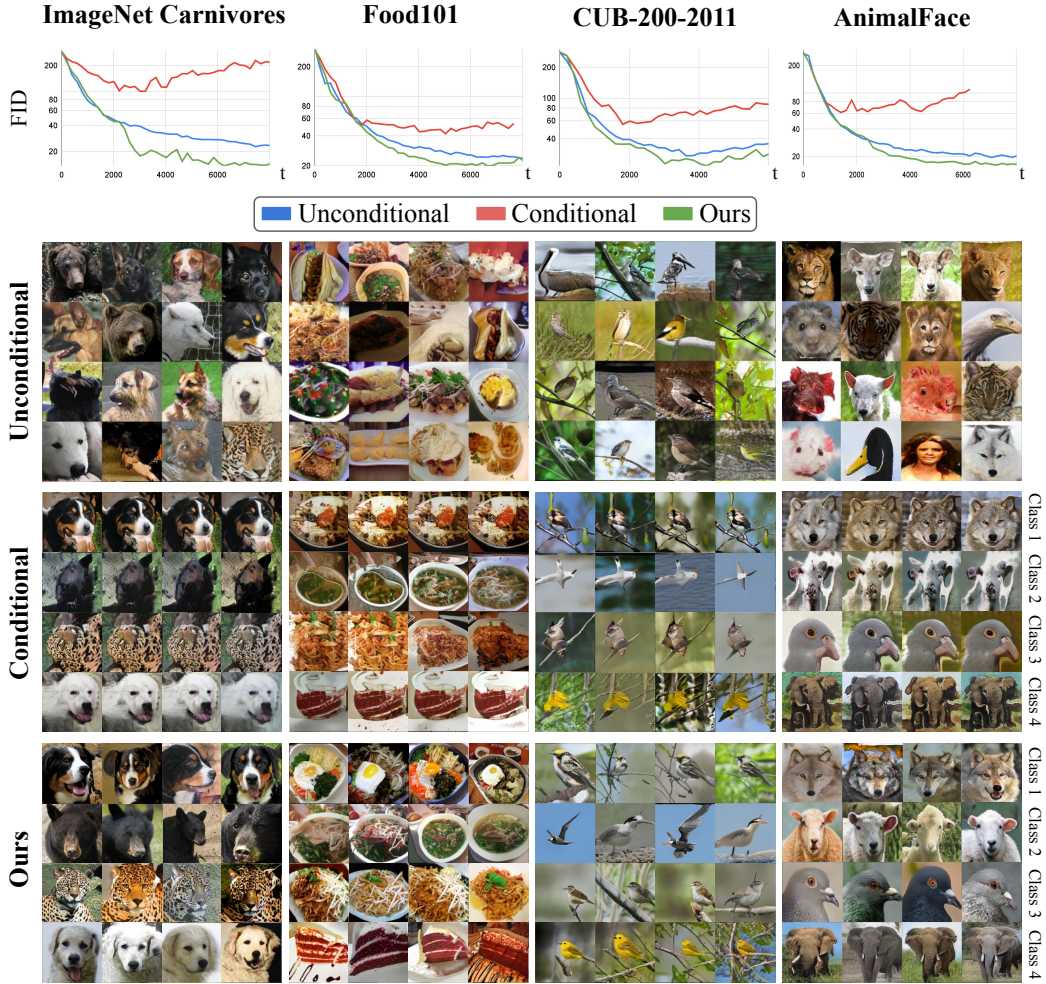 ImageNet Carnivores Food101 CUB-200-2011 AnimalFace
FID
200
80
60
40
20
0 2000 4000 6000 t
200
80
60
40
20
0 2000 4000 6000 t
200
100
80
60
40
0 2000 4000 6000 t
200
80
60
40
20
0 2000 4000 6000 t
Unconditional Conditional Ours
Unconditional
Conditional
Class 1
Class 2
Class 3
Class 4
Ours
Class 1
Class 2
Class 3
Class 4